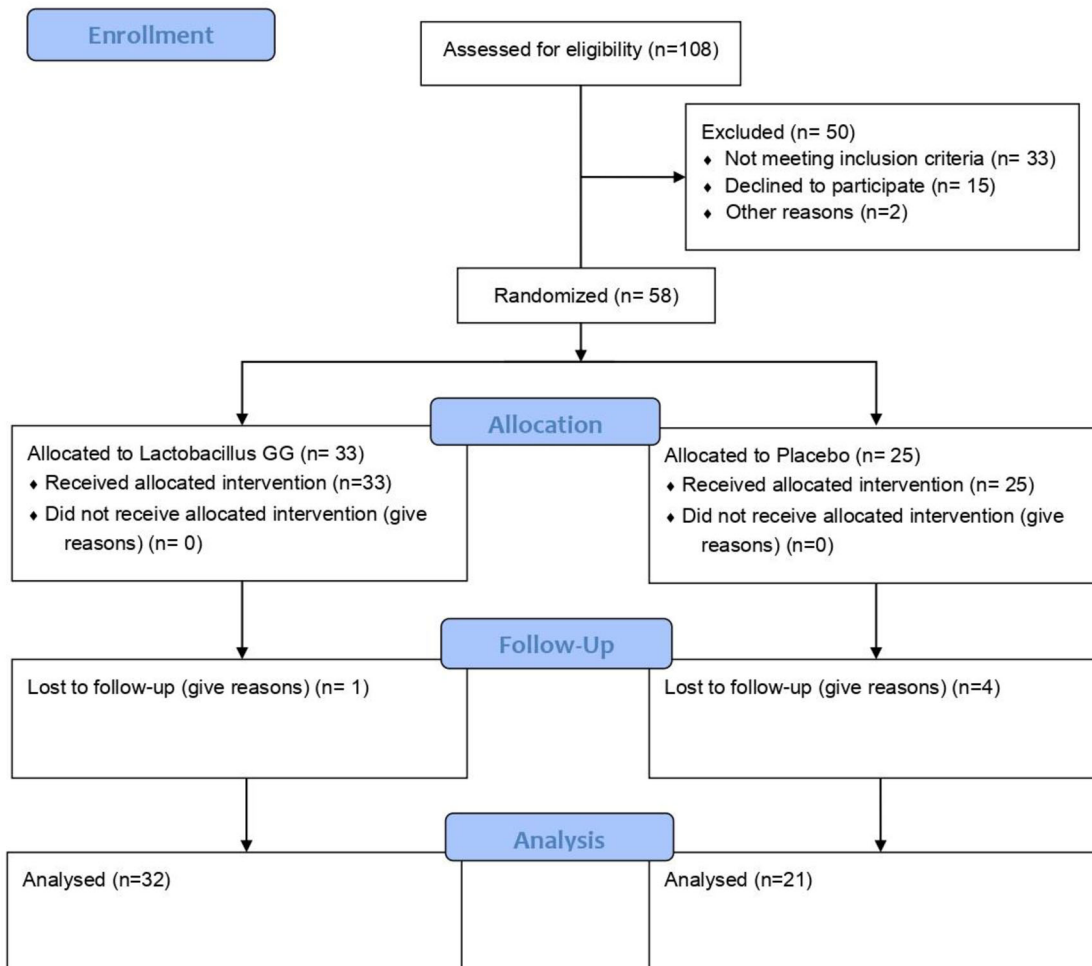 Enrollment
Assessed for eligibility (n=108)
Excluded (n= 50)
♦ Not meeting inclusion criteria (n= 33)
♦ Declined to participate (n= 15)
♦ Other reasons (n=2)
Randomized (n= 58)
Allocation
Allocated to Lactobacillus GG (n= 33)
♦ Received allocated intervention (n=33)
♦ Did not receive allocated intervention (give
reasons) (n= 0)
Allocated to Placebo (n= 25)
♦ Received allocated intervention (n= 25)
♦ Did not receive allocated intervention (give
reasons) (n=0)
Follow-Up
Lost to follow-up (give reasons) (n= 1)
Lost to follow-up (give reasons) (n=4)
Analysis
Analysed (n=32)
Analysed (n=21)